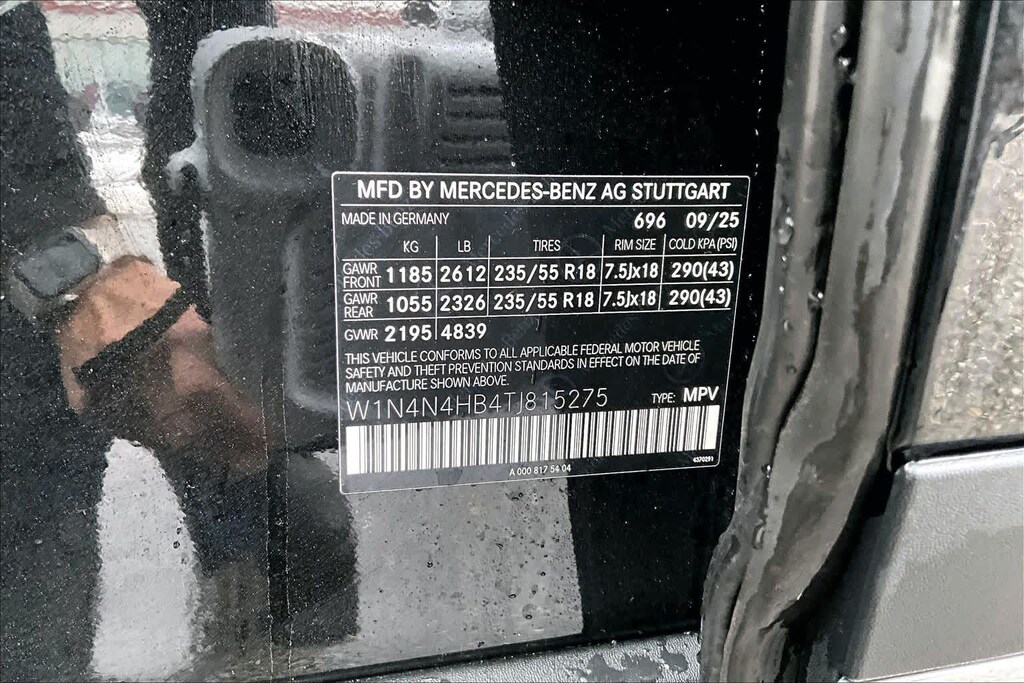 MFD BY MERCEDES-BENZ AG STUTTGART
MADE IN GERMANY 696 09/25
KG LB TIRES RIM SIZE COLD KPA(PSI)
GAWR FRONT 1185 2612 235/55 R18 7.5Jx18 290(43)
GAWR REAR 1055 2326 235/55 R18 7.5Jx18 290(43)
GVWR 2195 4839
THIS VEHICLE CONFORMS TO ALL APPLICABLE FEDERAL MOTOR VEHICLE
SAFETY AND THEFT PREVENTION STANDARDS IN EFFECT ON THE DATE OF
MANUFACTURE SHOWN ABOVE.
W1N4N4HB4TJ815275 TYPE: MPV
A 000 817 54 04 4370291